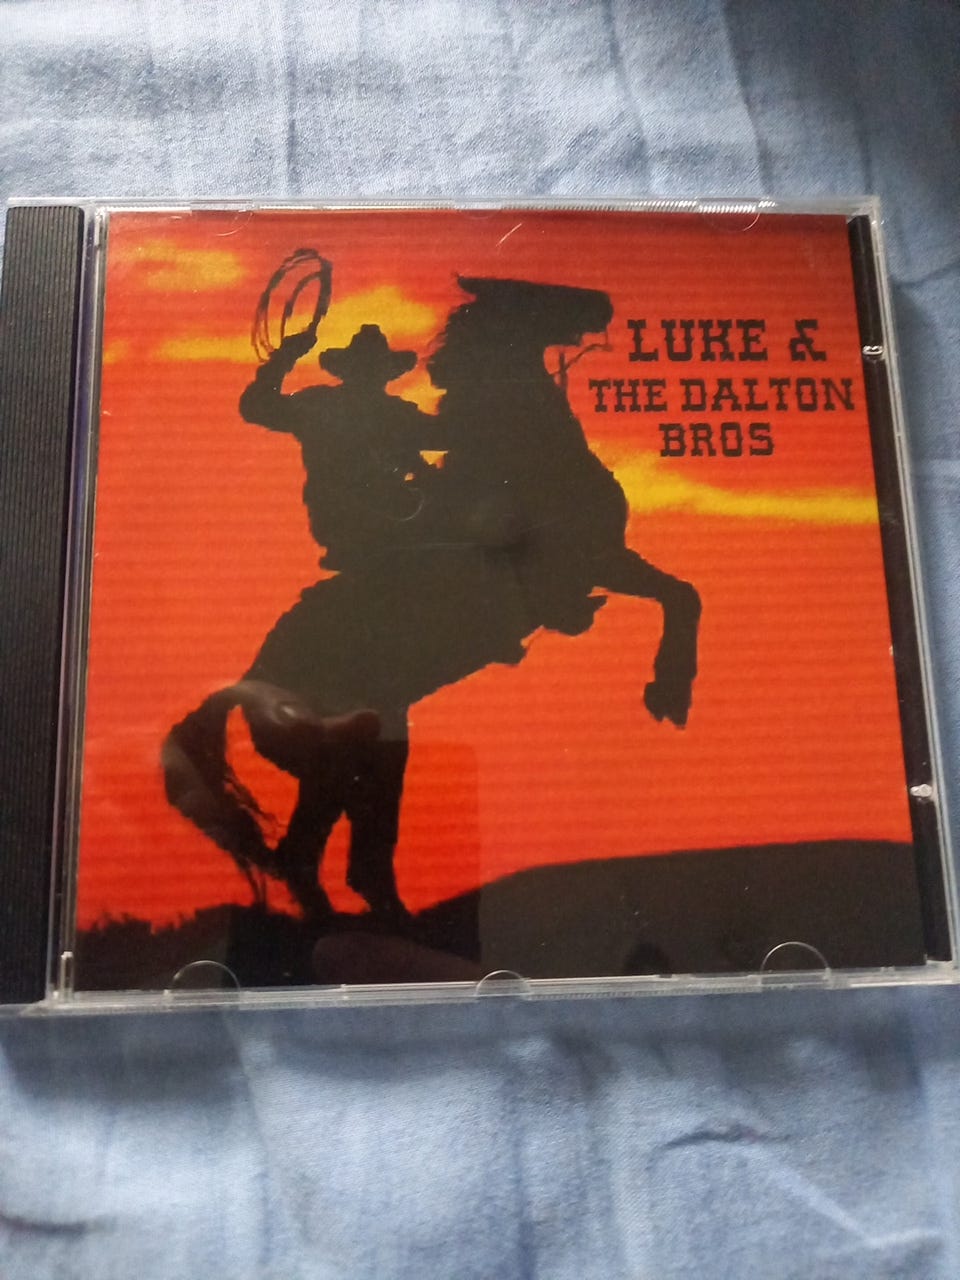 LUKE &
THE DALTON
BROS